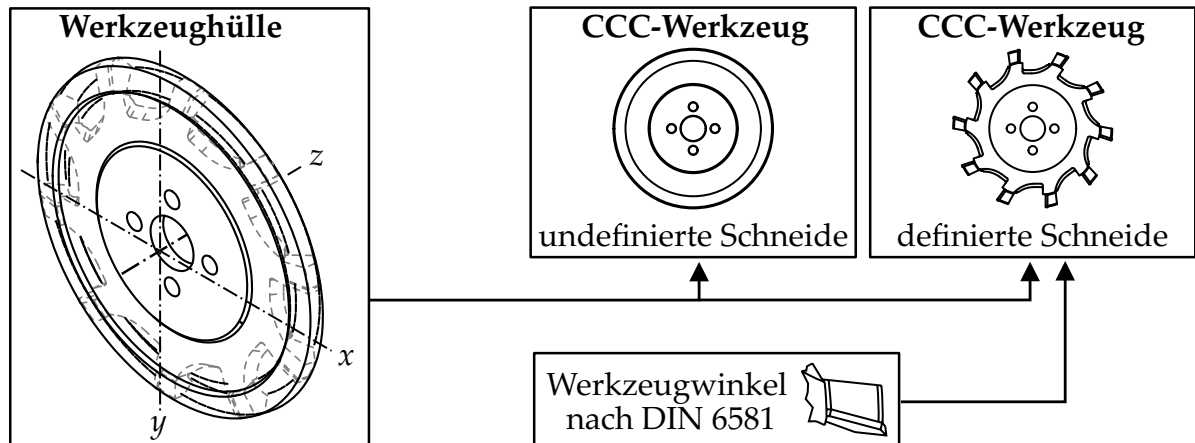 Werkzeughülle
z
x
y
CCC-Werkzeug
undefinierte Schneide
CCC-Werkzeug
definierte Schneide
Werkzeugwinkel
nach DIN 6581